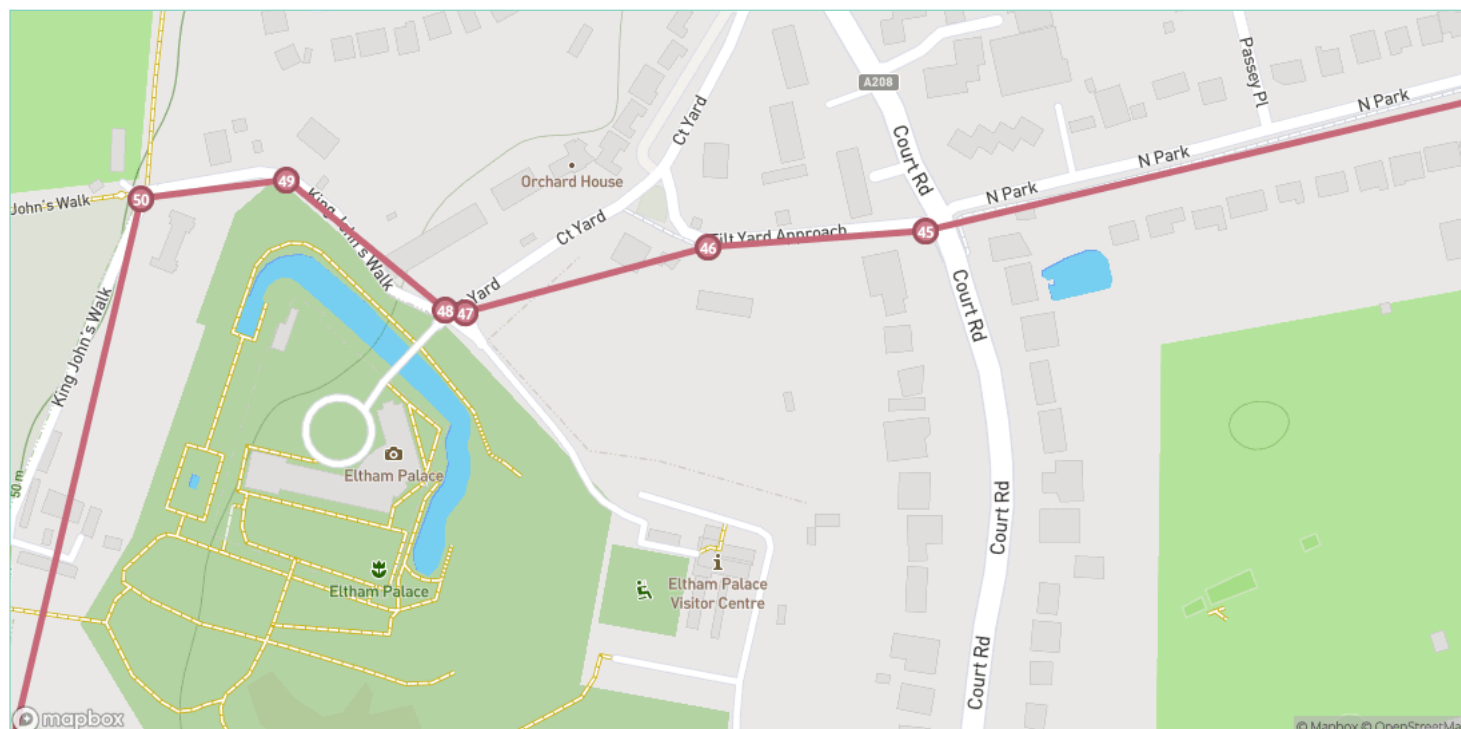 A208
Passey Pl
N Park
Ct Yard
Court Rd
N Park
Orchard House
N Park
John's Walk
50
49
King John's Walk
Ct Yard
Tilt Yard Approach
46
45
48
47
Yard
Court Rd
King John's Walk
Eltham Palace
50 m
Court Rd
Eltham Palace
Eltham Palace
Visitor Centre
Court Rd
mapbox
© Mapbox © OpenStreetMa